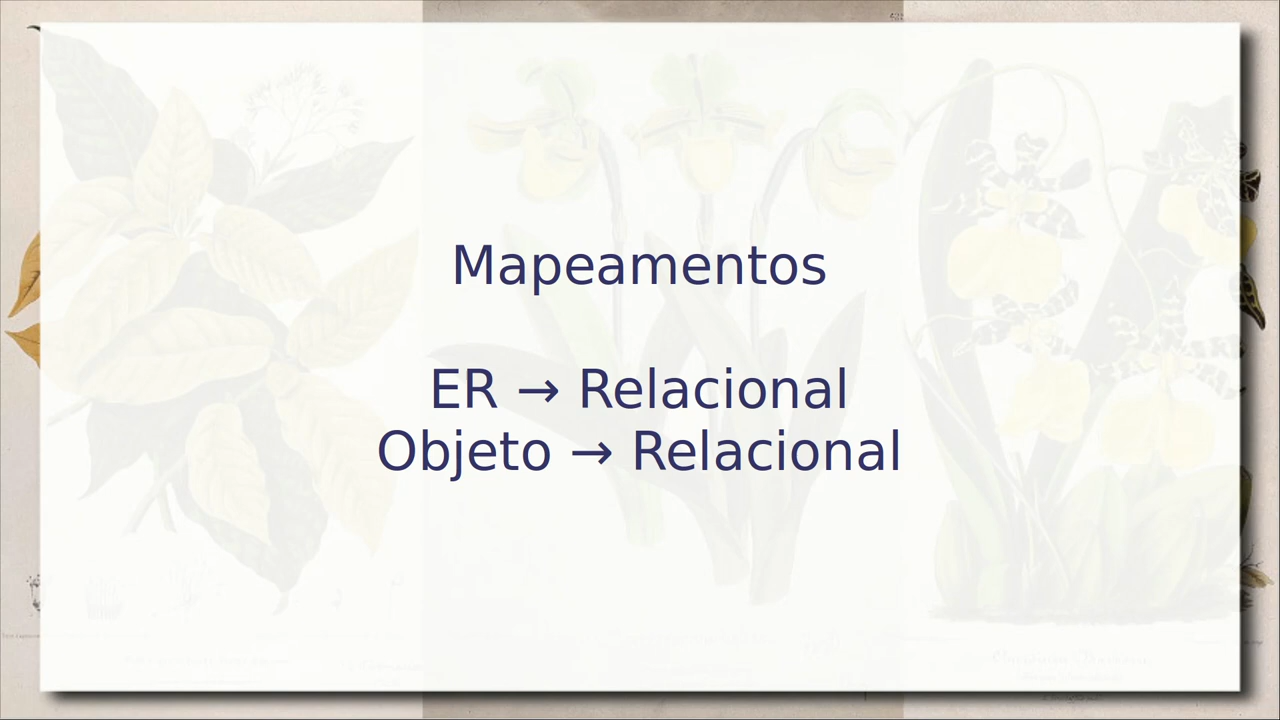 Mapeamentos
ER → Relacional
Objeto → Relacional